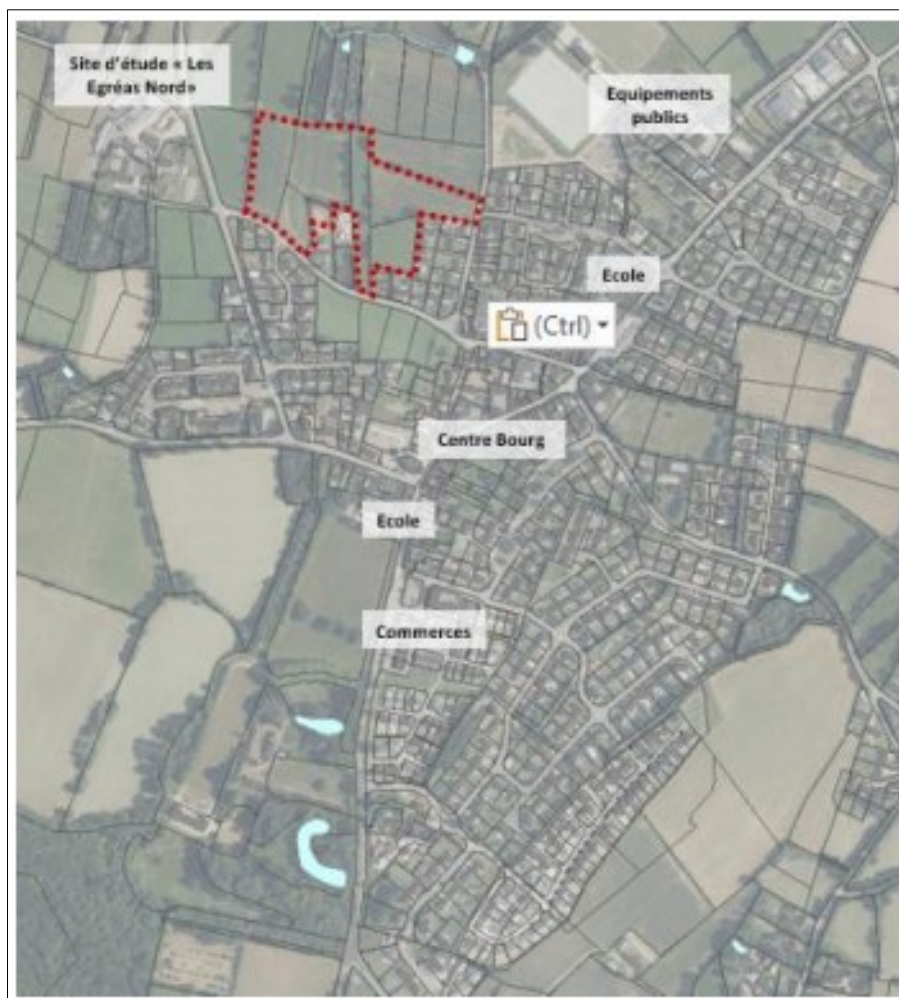 Site d'étude « Les
Egréas Nord»
Equipements
publics
Ecole
(Ctrl)
Centre Bourg
Ecole
Commerces